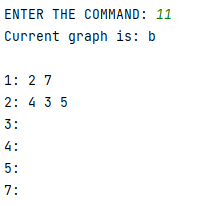 ENTER THE COMMAND: 11
Current graph is: b
1: 2 7
2: 4 3 5
3:
4:
5:
7: